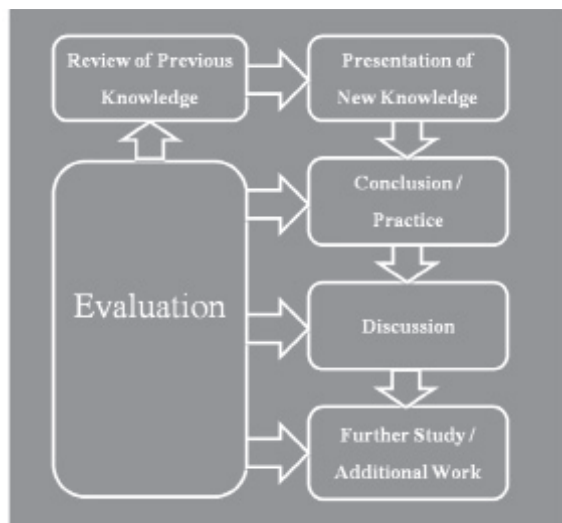 Review of Previous
Knowledge
Presentation of
New Knowledge
Conclusion /
Practice
Evaluation
Discussion
Further Study /
Additional Work